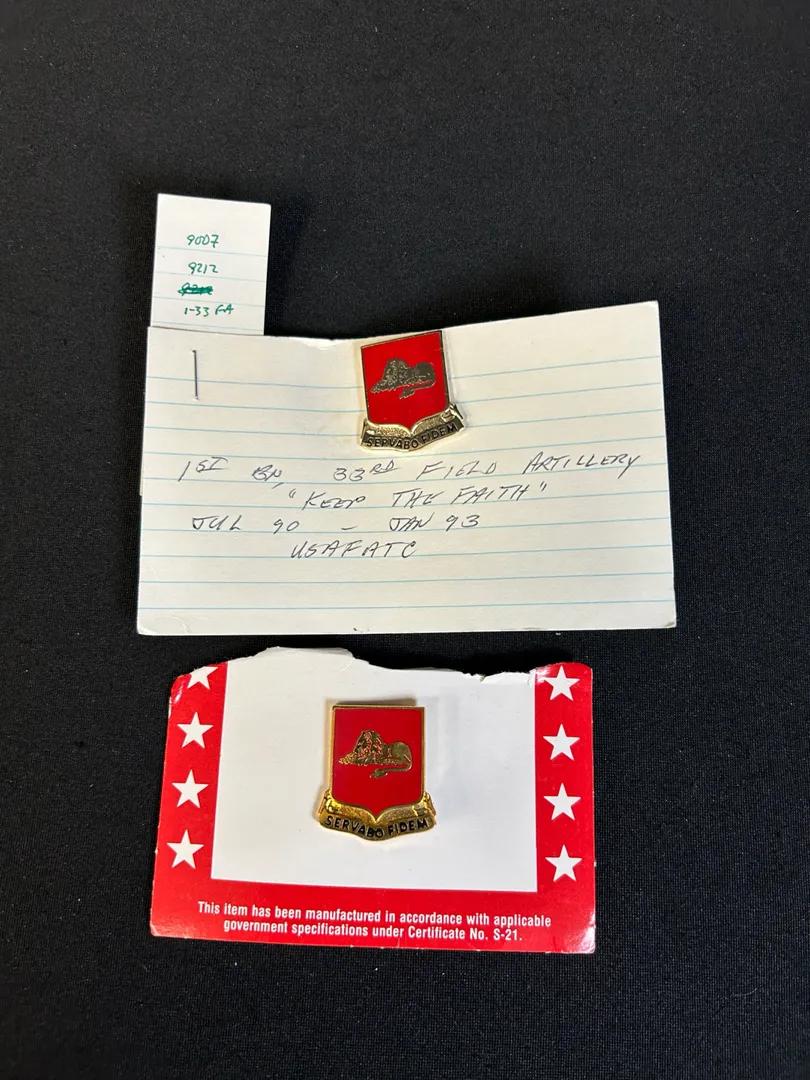 9007
9212
1-33 FA
SERVABO FIDEM
1ST BN, 33RD FIELD ARTILLERY
"KEEP THE FAITH"
JUL 90 - JAN 93
USAFATC
SERVABO FIDEM
This item has been manufactured in accordance with applicable
government specifications under Certificate No. S-21.